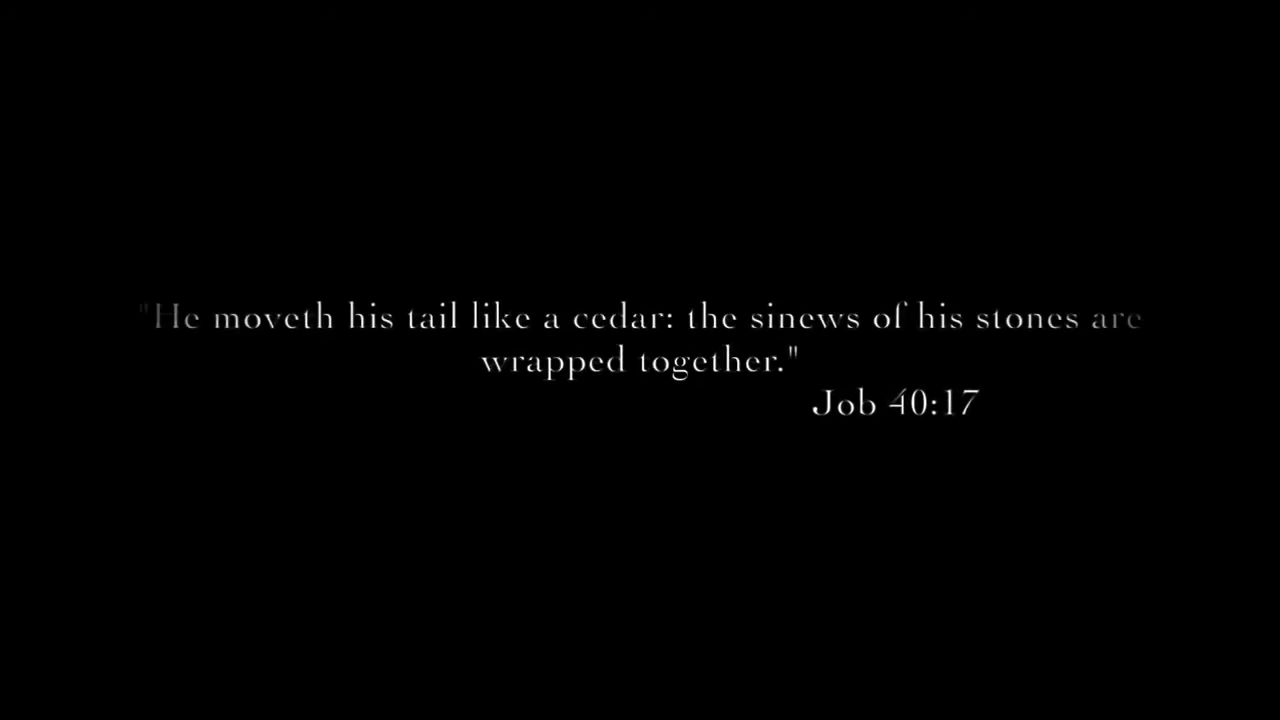 "He moveth his tail like a cedar: the sinews of his stones are
wrapped together."
Job 40:17